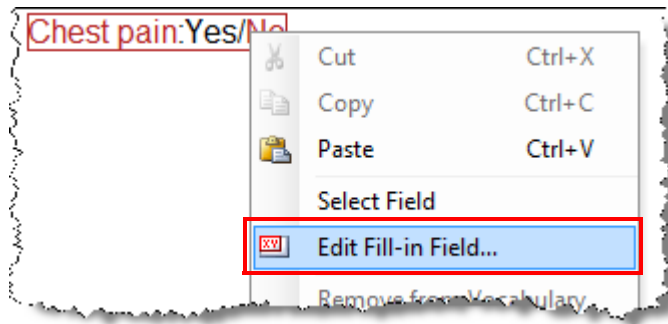 Chest pain:Yes/No
Cut Ctrl+X
Copy Ctrl+C
Paste Ctrl+V
Select Field
XY Edit Fill-in Field...
Remove from Vocabulary